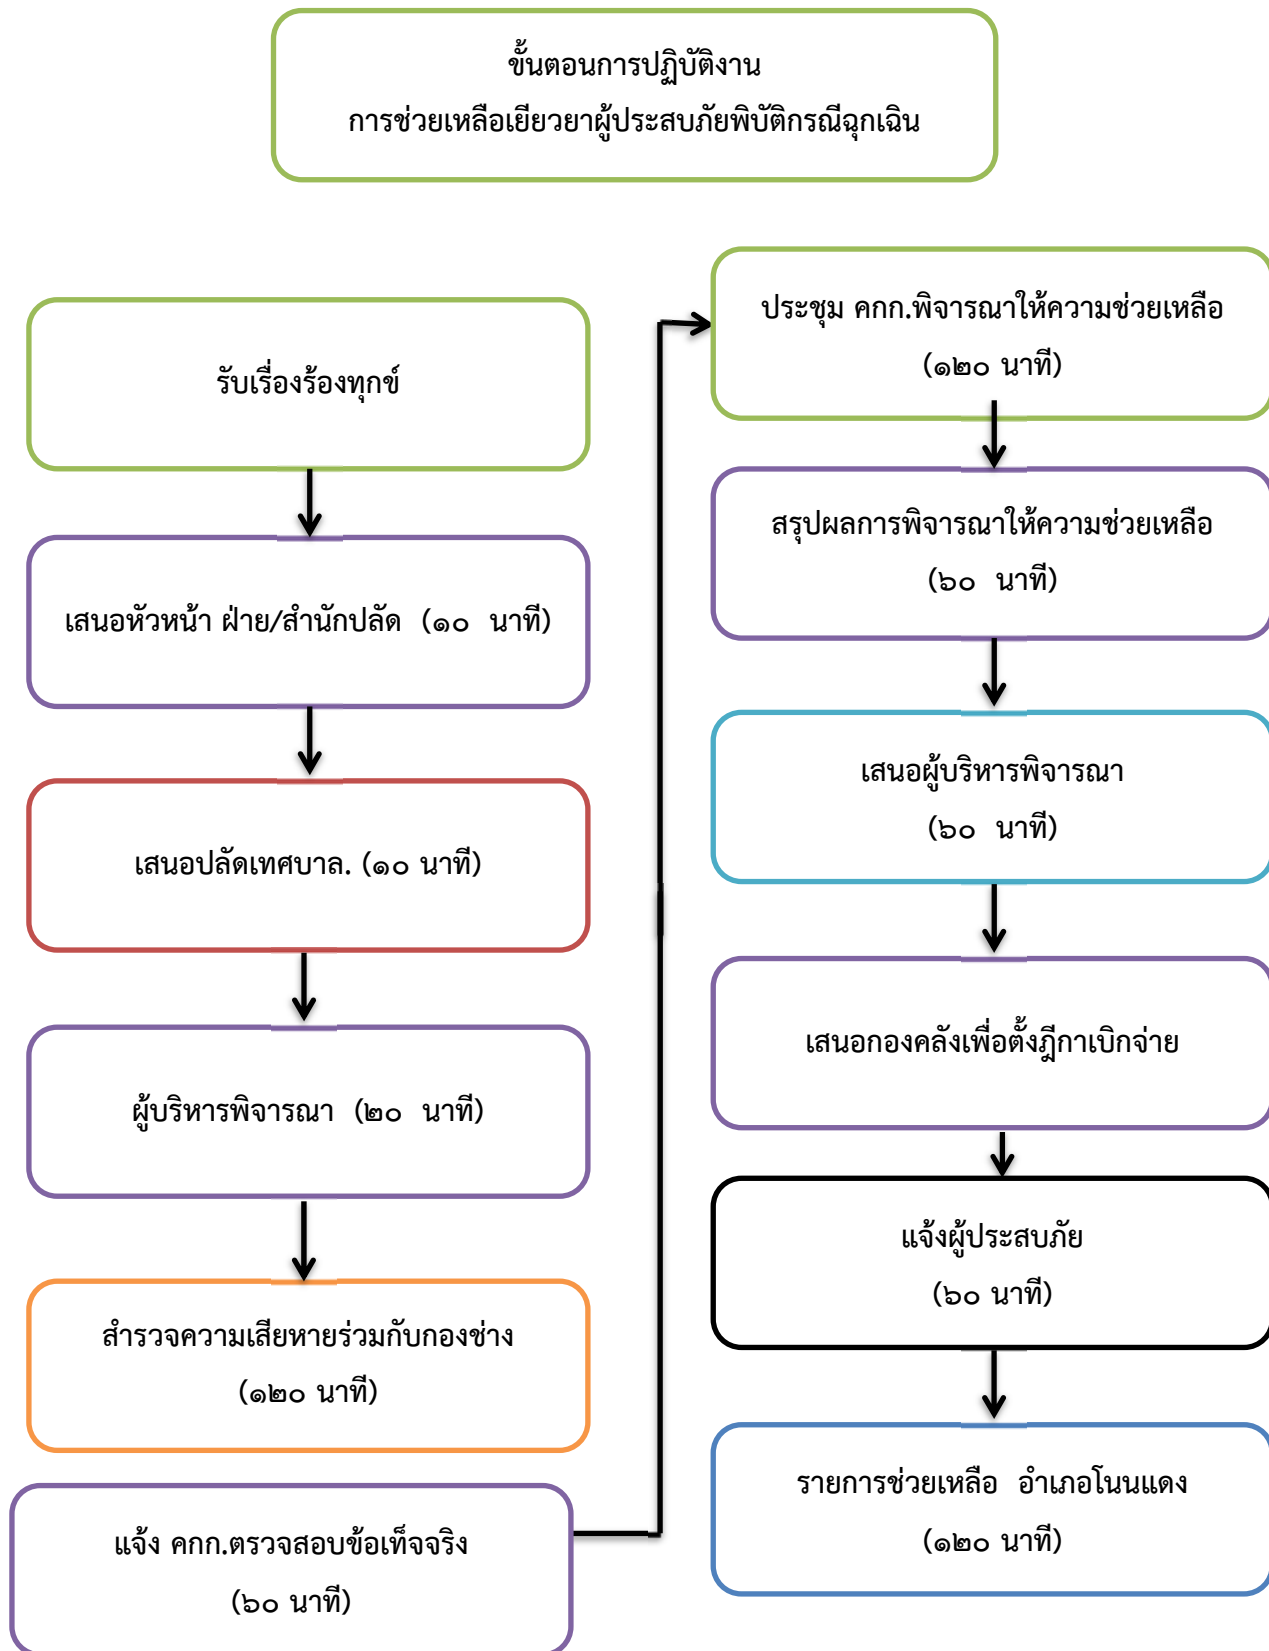 ขั้นตอนการปฏิบัติงาน
การช่วยเหลือเยียวยาผู้ประสบภัยพิบัติกรณีฉุกเฉิน
รับเรื่องร้องทุกข์
เสนอหัวหน้า ฝ่าย/สำนักปลัด (๑๐ นาที)
เสนอปลัดเทศบาล. (๑๐ นาที)
ผู้บริหารพิจารณา (๒๐ นาที)
สำรวจความเสียหายร่วมกับกองช่าง
(๑๒๐ นาที)
แจ้ง คกก.ตรวจสอบข้อเท็จจริง
(๖๐ นาที)
ประชุม คกก.พิจารณาให้ความช่วยเหลือ
(๑๒๐ นาที)
สรุปผลการพิจารณาให้ความช่วยเหลือ
(๖๐ นาที)
เสนอผู้บริหารพิจารณา
(๖๐ นาที)
เสนอกองคลังเพื่อตั้งฎีกาเบิกจ่าย
แจ้งผู้ประสบภัย
(๖๐ นาที)
รายการช่วยเหลือ อำเภอโนนแดง
(๑๒๐ นาที)